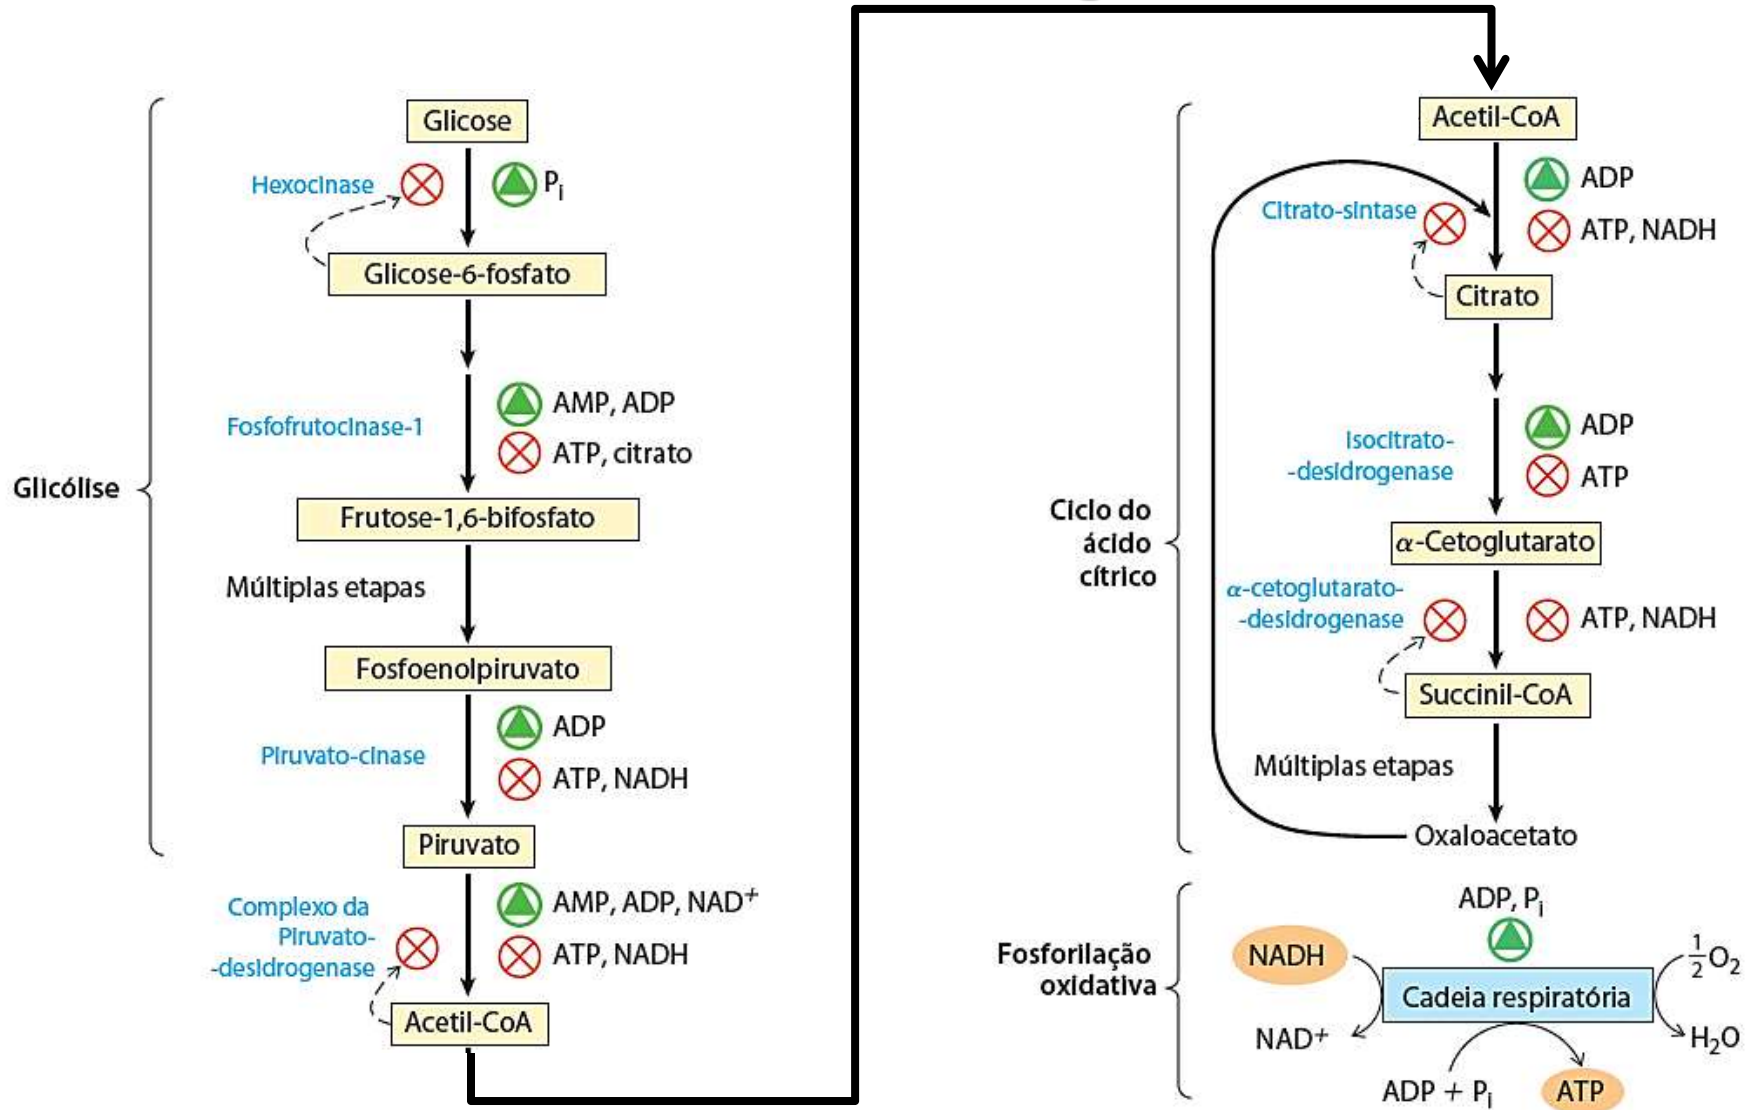 Glicólise
Glicose
Hexocinase
Pi
Glicose-6-fosfato
Fosfofrutocinase-1
AMP, ADP
ATP, citrato
Frutose-1,6-bifosfato
Múltiplas etapas
Fosfoenolpiruvato
Piruvato-cinase
ADP
ATP, NADH
Piruvato
Complexo da
Piruvato-
-desidrogenase
AMP, ADP, NAD⁺
ATP, NADH
Acetil-CoA
Ciclo do
ácido
cítrico
Acetil-CoA
Citrato-sintase
ADP
ATP, NADH
Citrato
Isocitrato-
-desidrogenase
ADP
ATP
α-Cetoglutarato
α-cetoglutarato-
-desidrogenase
ATP, NADH
Succinil-CoA
Múltiplas etapas
Oxaloacetato
Fosforilação
oxidativa
ADP, Pi
NADH
½O₂
Cadeia respiratória
NAD⁺
H₂O
ADP + Pi
ATP